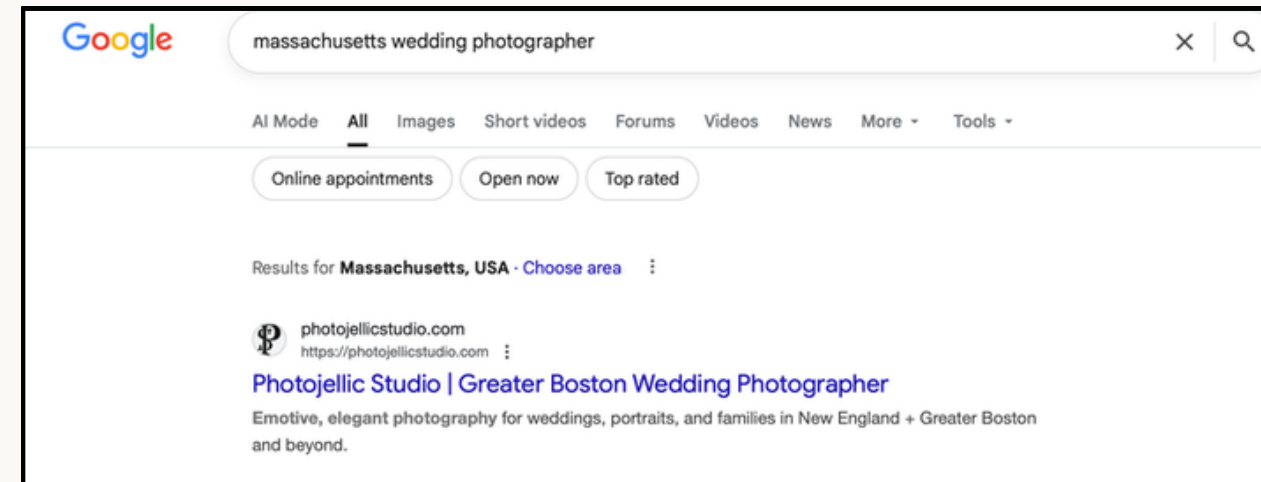 Google
massachusetts wedding photographer
AI Mode All Images Short videos Forums Videos News More Tools
Online appointments Open now Top rated
Results for Massachusetts, USA · Choose area
photojellicstudio.com
https://photojellicstudio.com
Photojellic Studio | Greater Boston Wedding Photographer
Emotive, elegant photography for weddings, portraits, and families in New England + Greater Boston
and beyond.